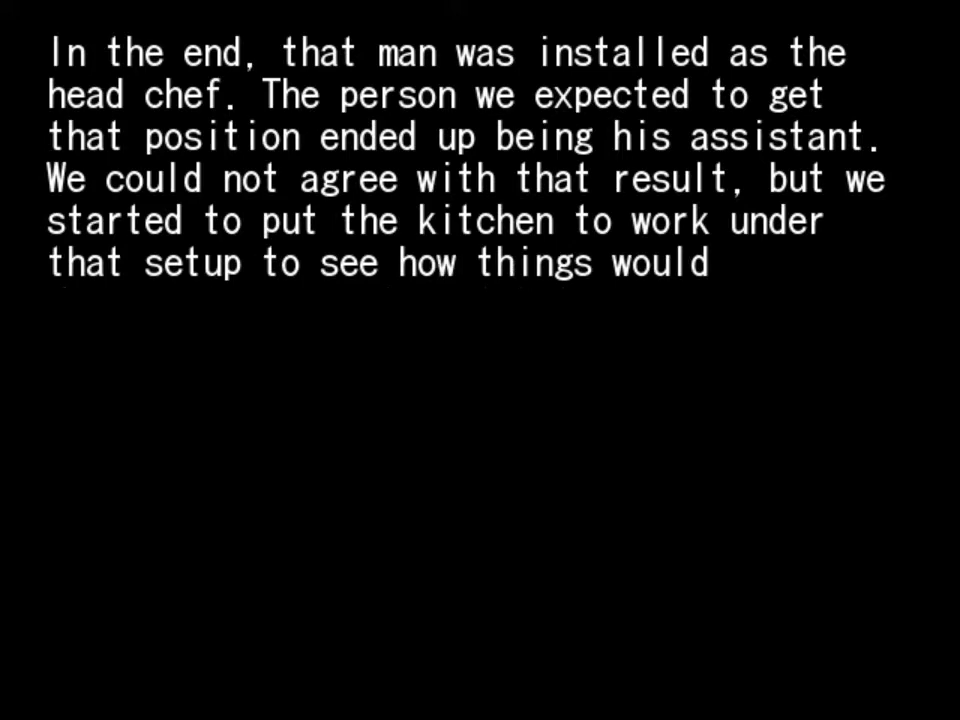 In the end, that man was installed as the
head chef. The person we expected to get
that position ended up being his assistant.
We could not agree with that result, but we
started to put the kitchen to work under
that setup to see how things would